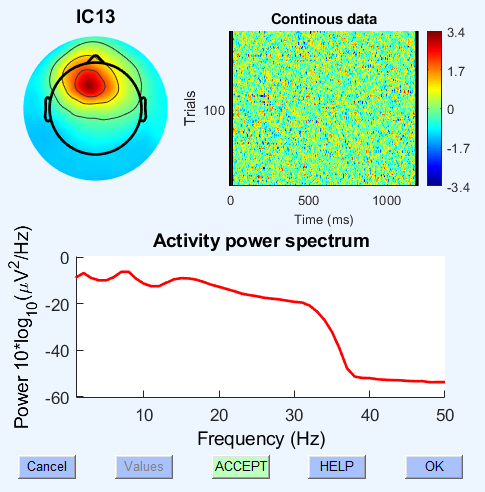 IC13
Continous data
Trials
100
3.4
1.7
0
-1.7
-3.4
0 500 1000
Time (ms)
Activity power spectrum
Power 10*log10(μV2/Hz)
0
-20
-40
-60
10 20 30 40 50
Frequency (Hz)
Cancel Values ACCEPT HELP OK